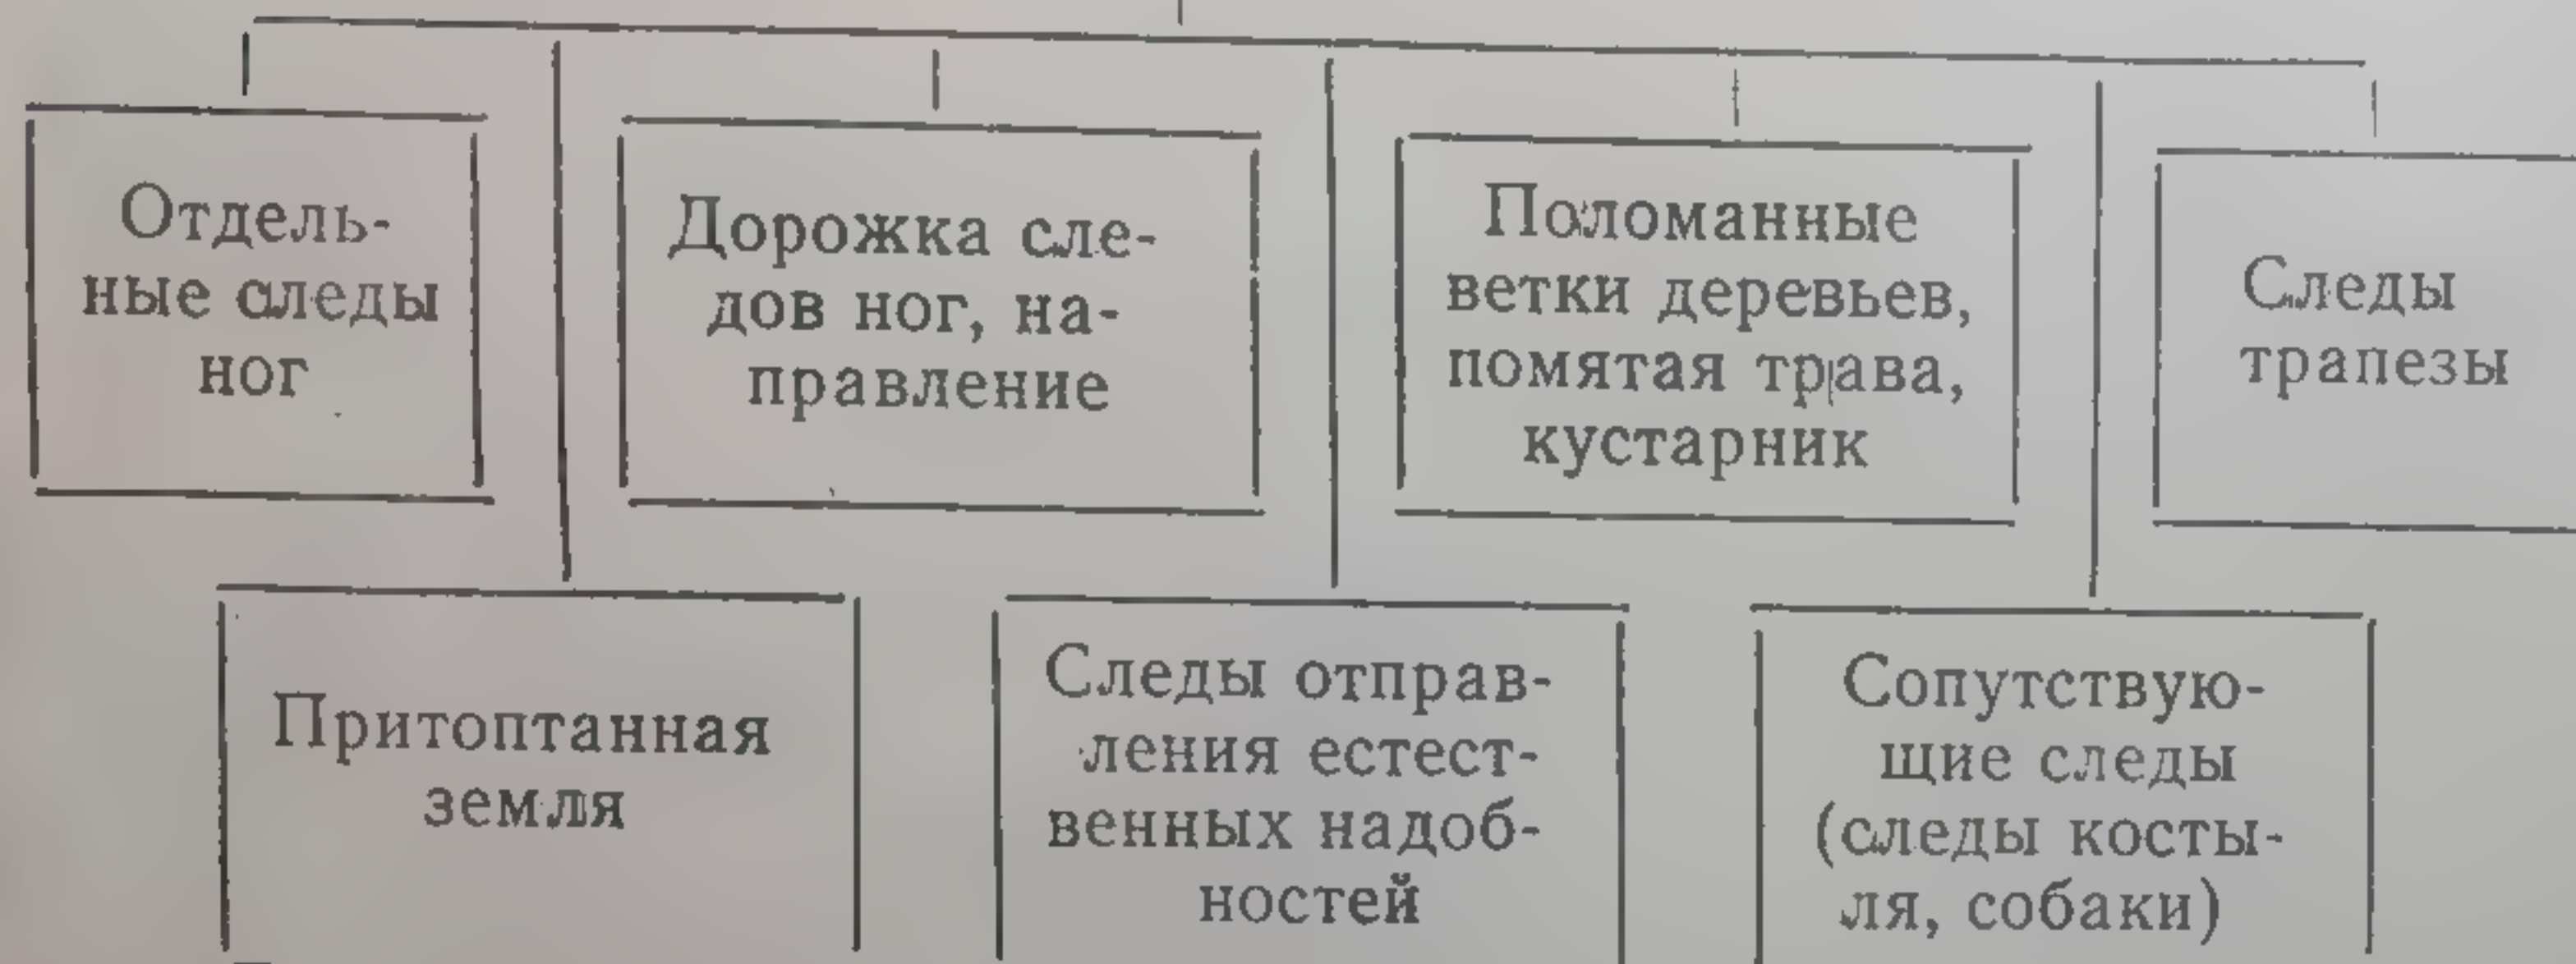 Отдель-
ные следы
ног
Дорожка сле-
дов ног, на-
правление
Поломанные
ветки деревьев,
помятая трава,
кустарник
Следы
трапезы
Притоптанная
земля
Следы отправ-
ления естест-
венных надоб-
ностей
Сопутствую-
щие следы
(следы косты-
ля, собаки)